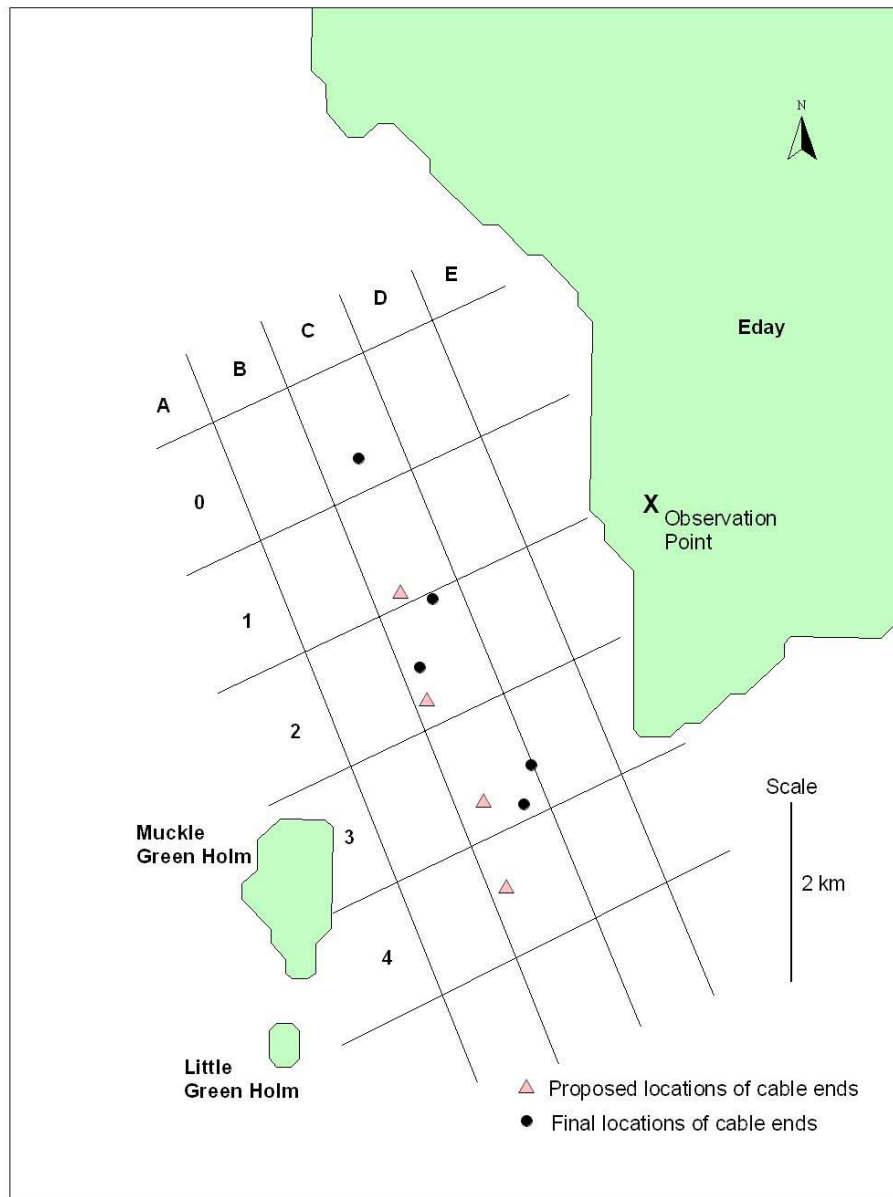 N
E
D
C
Eday
B
A
0
X
Observation
Point
1
2
Scale
Muckle
Green Holm
3
2 km
4
Little
Green Holm
Proposed locations of cable ends
Final locations of cable ends